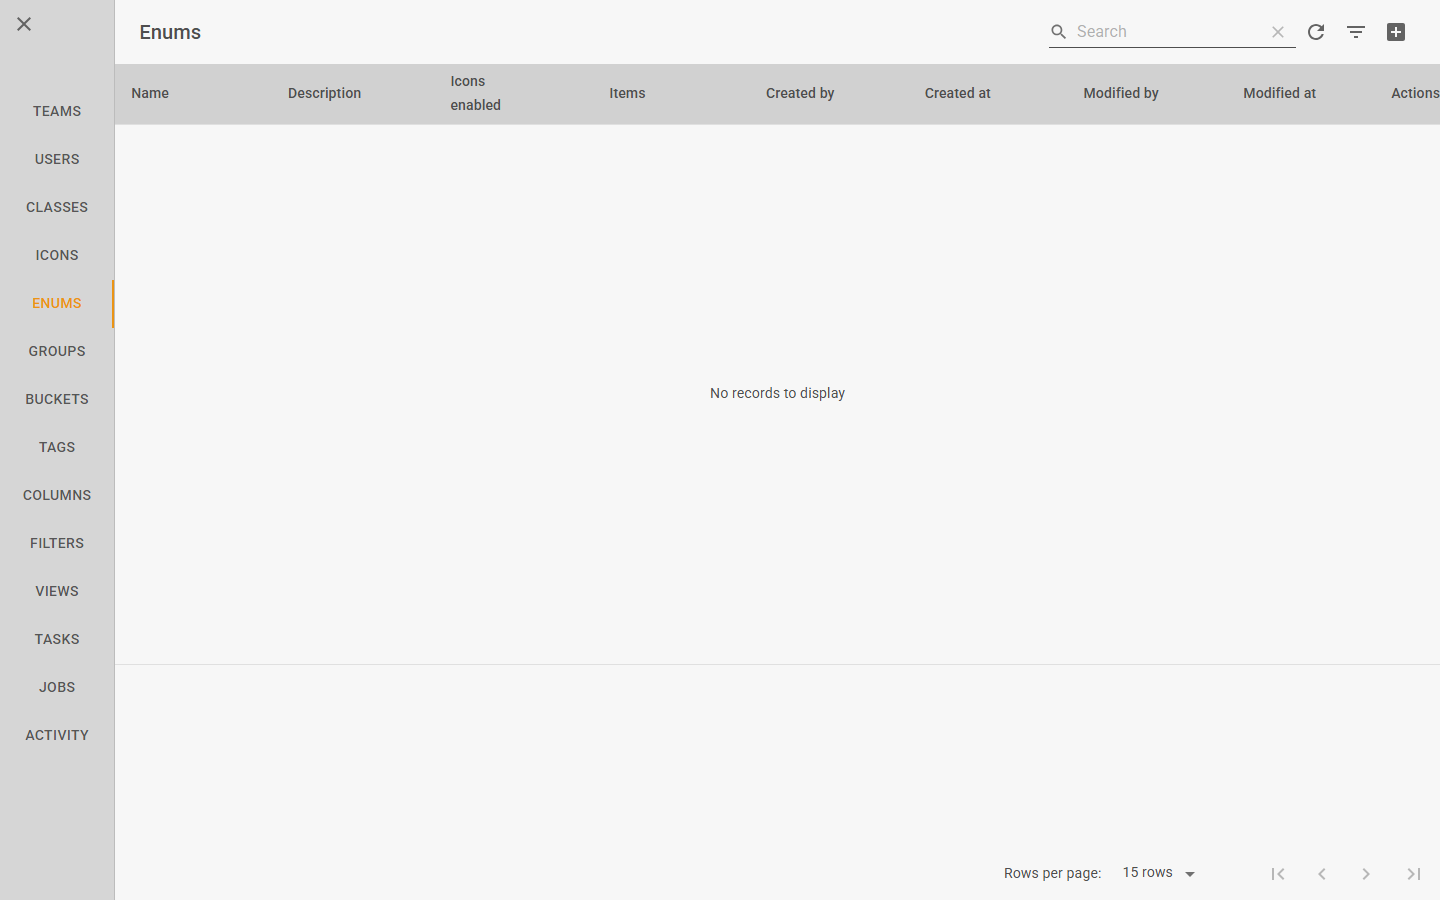 Enums
Search
TEAMS
USERS
CLASSES
ICONS
ENUMS
GROUPS
BUCKETS
TAGS
COLUMNS
FILTERS
VIEWS
TASKS
JOBS
ACTIVITY
Name
Description
Icons
enabled
Items
Created by
Created at
Modified by
Modified at
Actions
No records to display
Rows per page:
15 rows